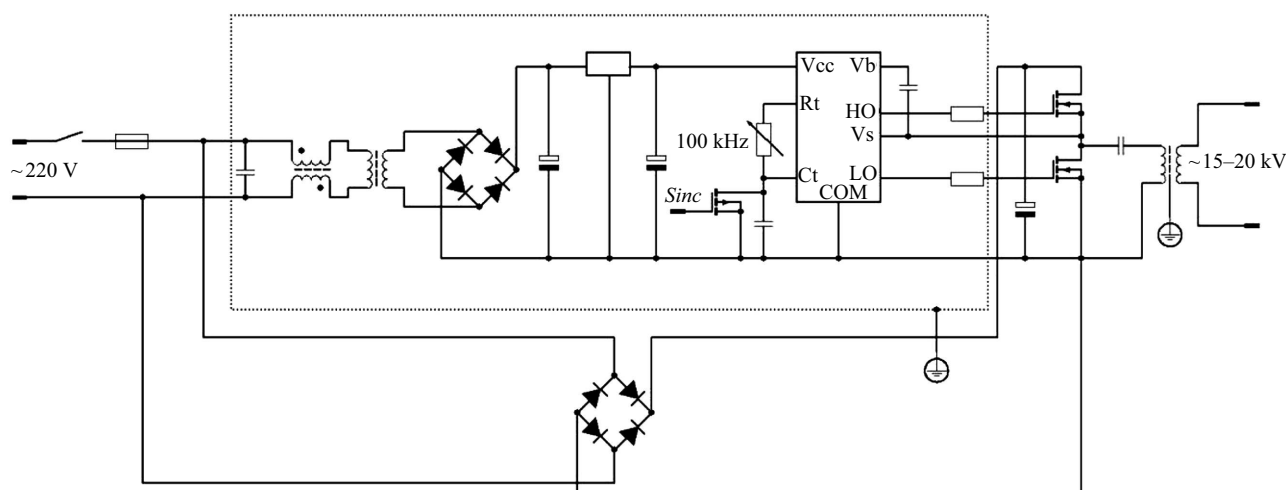 Vcc Vb
Rt HO
100 kHz Vs
~220 V
~15–20 kV
Ct LO
Sinc COM